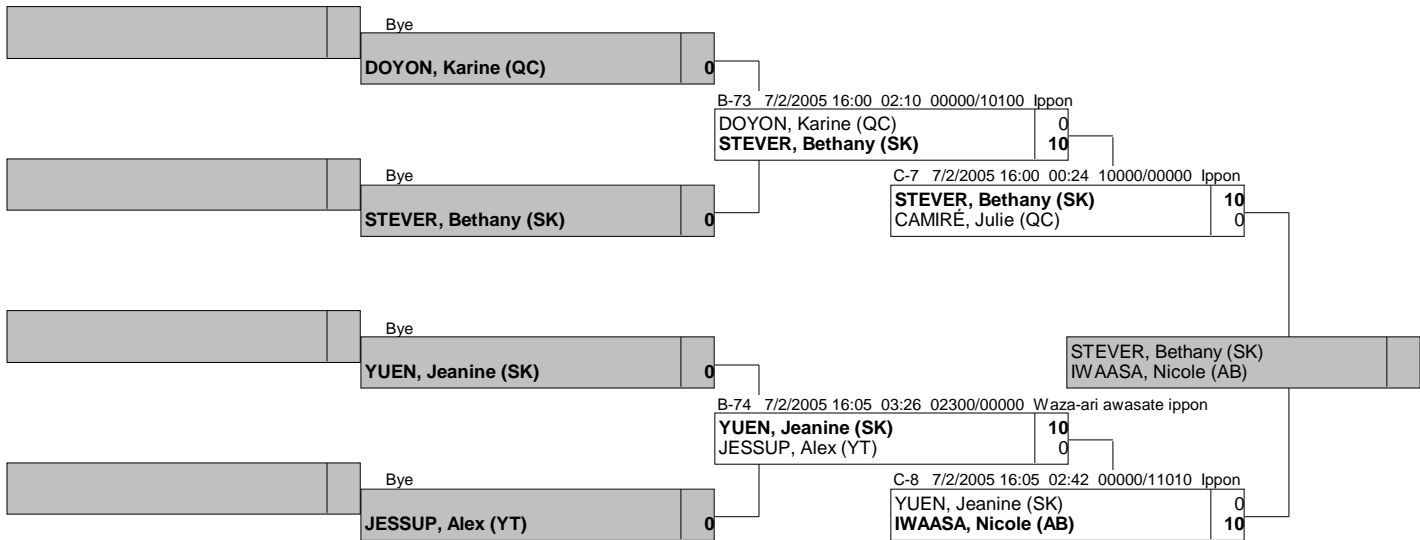 Bye
DOYON, Karine (QC) 0
B-73 7/2/2005 16:00 02:10 00000/10100 Ippon
DOYON, Karine (QC) 0
STEVER, Bethany (SK) 10
Bye
STEVER, Bethany (SK) 0
C-7 7/2/2005 16:00 00:24 10000/00000 Ippon
STEVER, Bethany (SK) 10
CAMIRÉ, Julie (QC) 0
Bye
YUEN, Jeanine (SK) 0
STEVER, Bethany (SK)
IWAASA, Nicole (AB)
B-74 7/2/2005 16:05 03:26 02300/00000 Waza-ari awasate ippon
YUEN, Jeanine (SK) 10
JESSUP, Alex (YT) 0
Bye
JESSUP, Alex (YT) 0
C-8 7/2/2005 16:05 02:42 00000/11010 Ippon
YUEN, Jeanine (SK) 0
IWAASA, Nicole (AB) 10